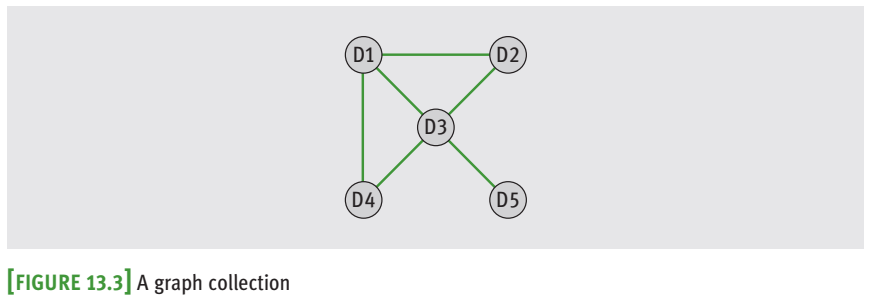 D1 D2
D3
D4 D5
[FIGURE 13.3] A graph collection